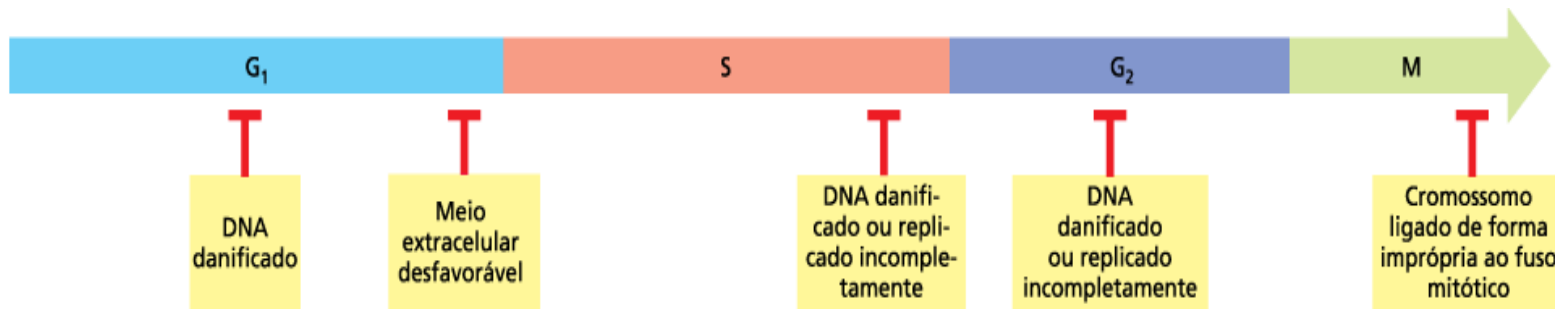 G₁
S
G₂
M
DNA
danificado
Meio
extracelular
desfavorável
DNA danifi-
cado ou repli-
cado incomple-
tamente
DNA
danificado
ou replicado
incompletamente
Cromossomo
ligado de forma
imprópria ao fuso
mitótico